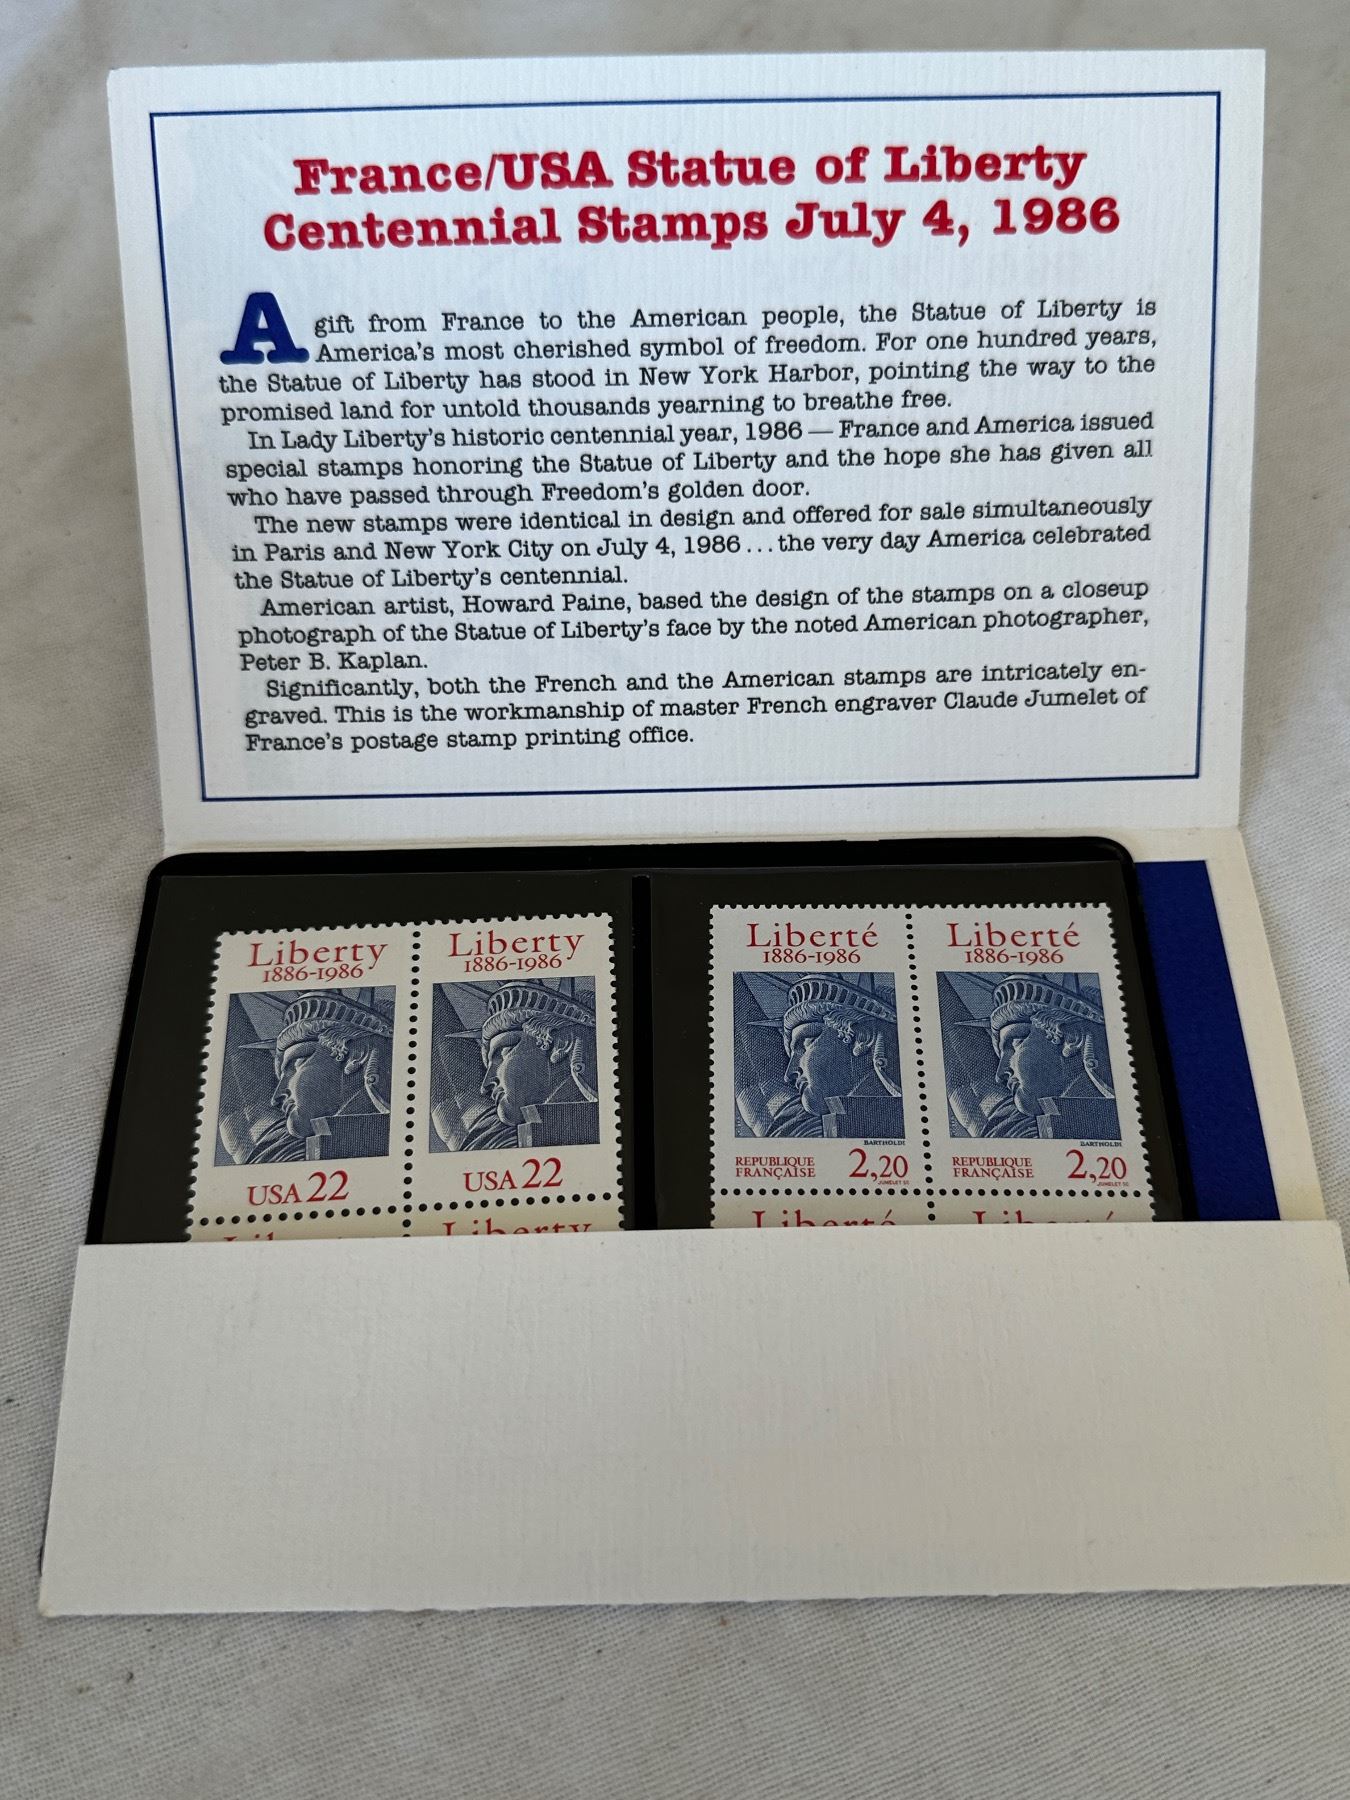 France/USA Statue of Liberty
Centennial Stamps July 4, 1986
A gift from France to the American people, the Statue of Liberty is
America's most cherished symbol of freedom. For one hundred years,
the Statue of Liberty has stood in New York Harbor, pointing the way to the
promised land for untold thousands yearning to breathe free.
In Lady Liberty's historic centennial year, 1986 — France and America issued
special stamps honoring the Statue of Liberty and the hope she has given all
who have passed through Freedom's golden door.
The new stamps were identical in design and offered for sale simultaneously
in Paris and New York City on July 4, 1986 . . . the very day America celebrated
the Statue of Liberty's centennial.
American artist, Howard Paine, based the design of the stamps on a closeup
photograph of the Statue of Liberty's face by the noted American photographer,
Peter B. Kaplan.
Significantly, both the French and the American stamps are intricately en-
graved. This is the workmanship of master French engraver Claude Jumelet of
France's postage stamp printing office.
Liberty
1886-1986
USA 22
Liberty
1886-1986
USA 22
Liberté
1886-1986
BARTHOLDI
REPUBLIQUE
FRANÇAISE
2,20
JUMELET SC
Liberté
1886-1986
BARTHOLDI
REPUBLIQUE
FRANÇAISE
2,20
JUMELET SC
Liberty
Liberté
Liberté